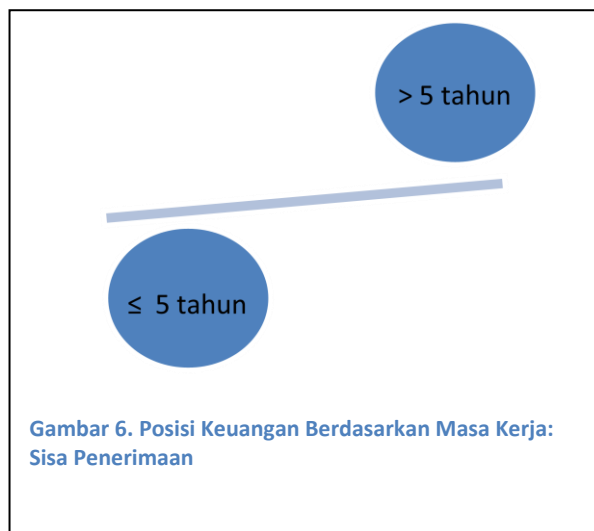 > 5 tahun
≤ 5 tahun
Gambar 6. Posisi Keuangan Berdasarkan Masa Kerja:
Sisa Penerimaan